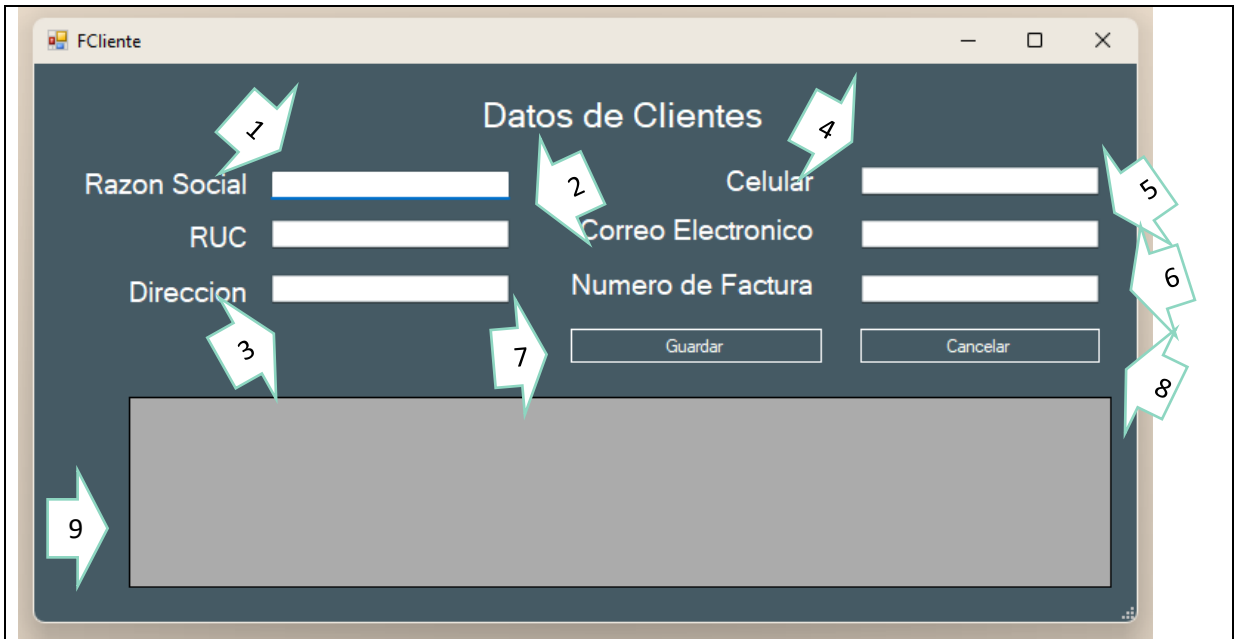 FCliente
Datos de Clientes
1
4
2
5
Razon Social
Celular
RUC
Correo Electronico
6
Direccion
Numero de Factura
3
7
Guardar
Cancelar
8
9